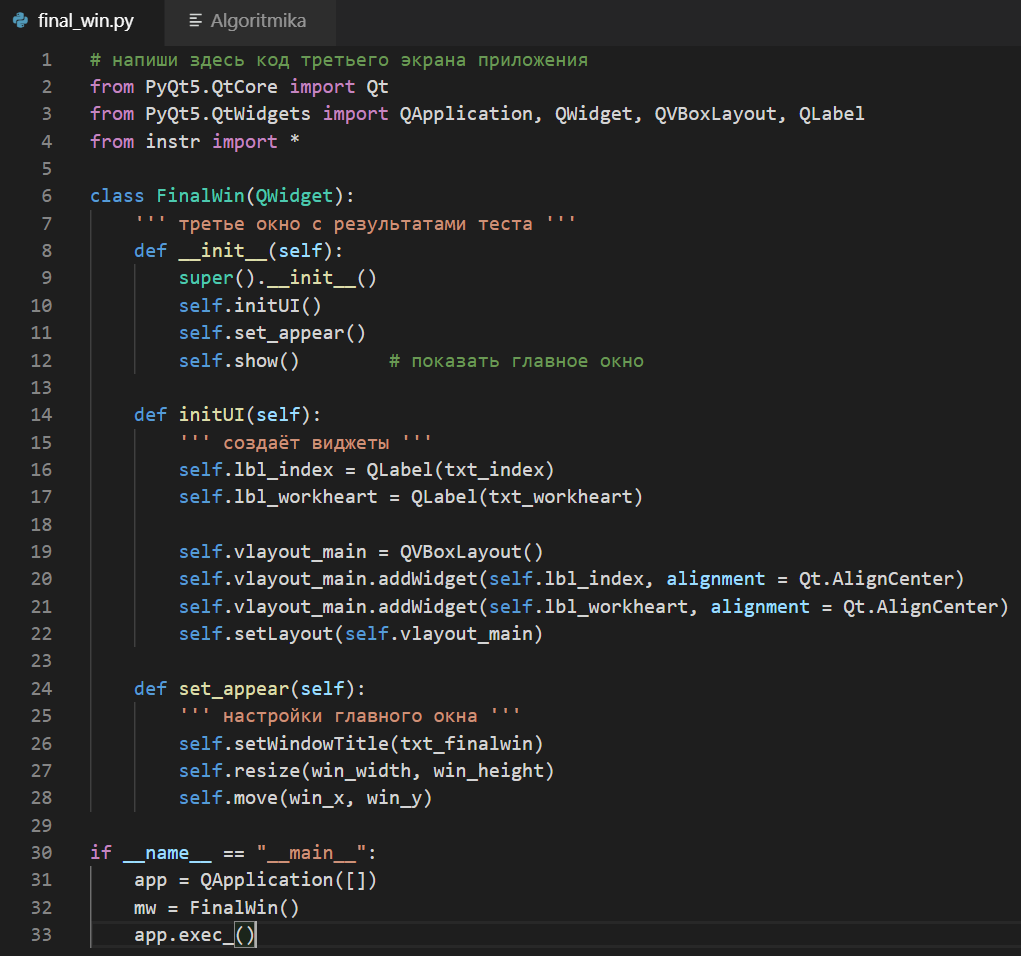 final_win.py
Algoritmika
1 # напиши здесь код третьего экрана приложения
2 from PyQt5.QtCore import Qt
3 from PyQt5.QtWidgets import QApplication, QWidget, QVBoxLayout, QLabel
4 from instr import *
5
6 class FinalWin(QWidget):
7     ''' третье окно с результатами теста '''
8     def __init__(self):
9         super().__init__()
10         self.initUI()
11         self.set_appear()
12         self.show()        # показать главное окно
13
14     def initUI(self):
15         ''' создаёт виджеты '''
16         self.lbl_index = QLabel(txt_index)
17         self.lbl_workheart = QLabel(txt_workheart)
18
19         self.vlayout_main = QVBoxLayout()
20         self.vlayout_main.addWidget(self.lbl_index, alignment = Qt.AlignCenter)
21         self.vlayout_main.addWidget(self.lbl_workheart, alignment = Qt.AlignCenter)
22         self.setLayout(self.vlayout_main)
23
24     def set_appear(self):
25         ''' настройки главного окна '''
26         self.setWindowTitle(txt_finalwin)
27         self.resize(win_width, win_height)
28         self.move(win_x, win_y)
29
30 if __name__ == "__main__":
31     app = QApplication([])
32     mw = FinalWin()
33     app.exec_()